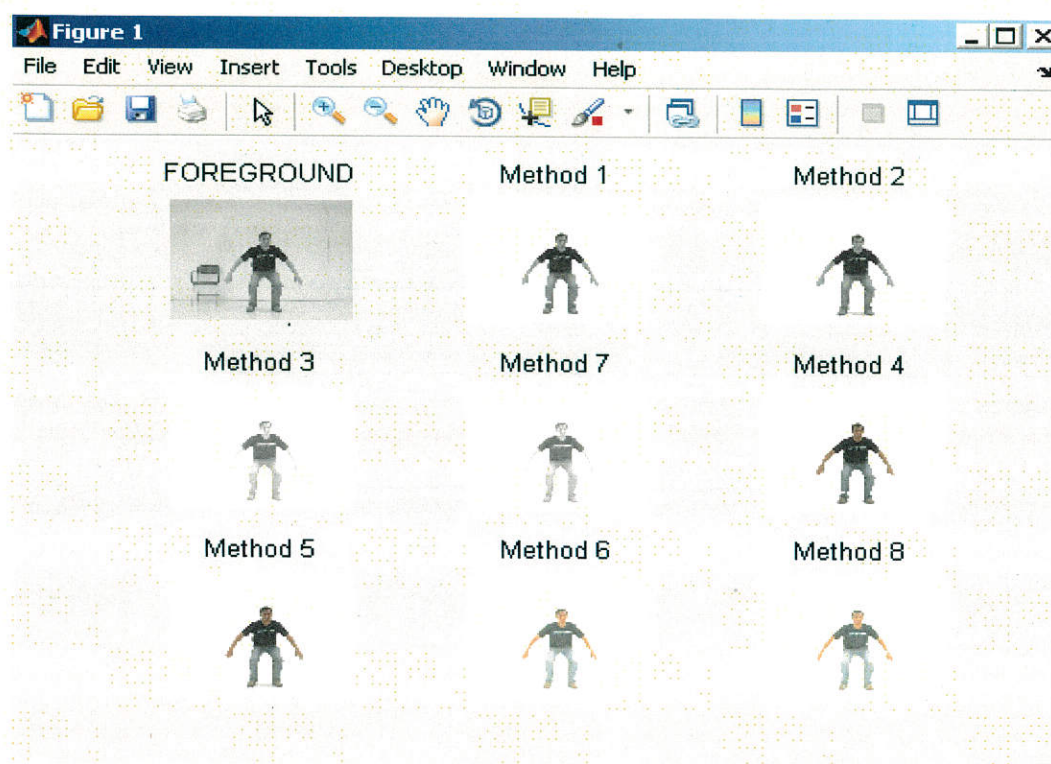 Figure 1
File Edit View Insert Tools Desktop Window Help
FOREGROUND Method 1 Method 2
Method 3 Method 7 Method 4
Method 5 Method 6 Method 8